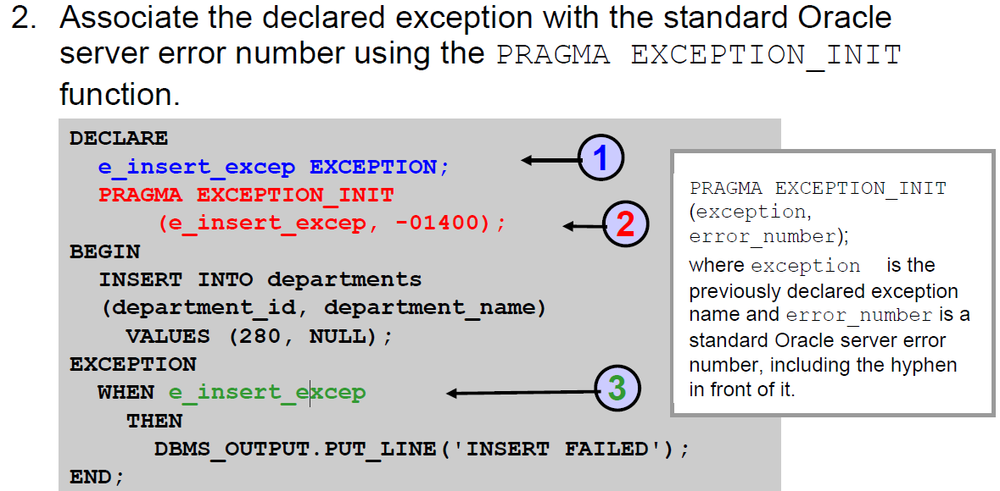 2. Associate the declared exception with the standard Oracle
server error number using the PRAGMA EXCEPTION_INIT
function.
DECLARE
e_insert_excep EXCEPTION;
1
PRAGMA EXCEPTION_INIT
(e_insert_excep, -01400);
2
BEGIN
INSERT INTO departments
(department_id, department_name)
VALUES (280, NULL);
EXCEPTION
WHEN e_insert_excep
3
THEN
DBMS_OUTPUT.PUT_LINE('INSERT FAILED');
END;
PRAGMA EXCEPTION_INIT
(exception,
error_number);
where exception is the
previously declared exception
name and error_number is a
standard Oracle server error
number, including the hyphen
in front of it.